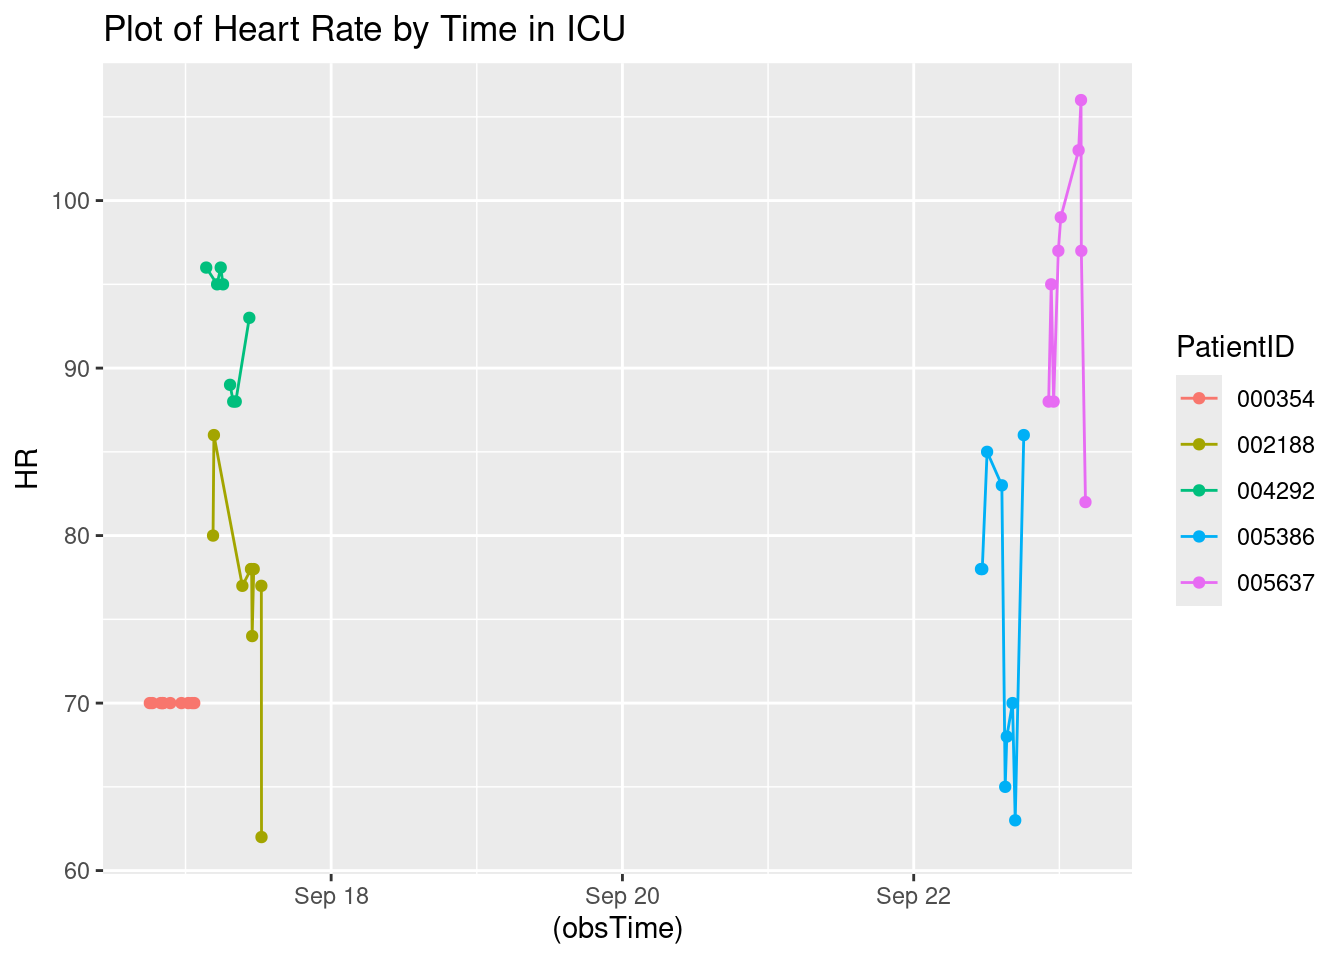 Plot of Heart Rate by Time in ICU
HR
100
90
80
70
60
Sep 18
Sep 20
Sep 22
(obsTime)
PatientID
000354
002188
004292
005386
005637